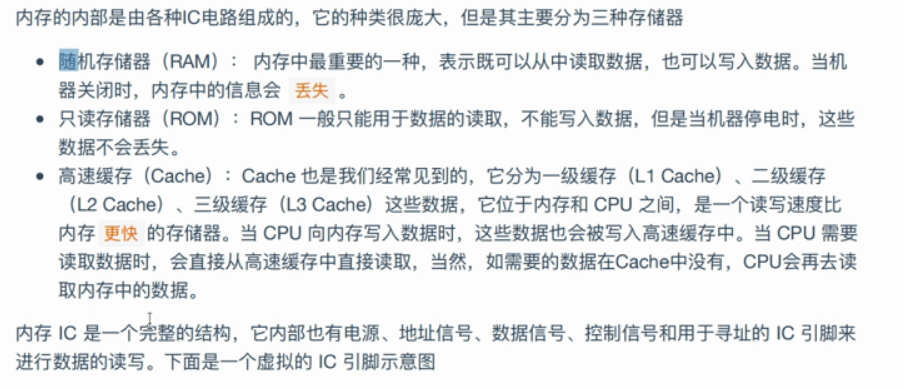 内存的内部是由各种IC电路组成的，它的种类很庞大，但是其主要分为三种存储器
随机存储器（RAM）： 内存中最重要的一种，表示既可以从中读取数据，也可以写入数据。当机
器关闭时，内存中的信息会 丢失 。
只读存储器（ROM）：ROM 一般只能用于数据的读取，不能写入数据，但是当机器停电时，这些
数据不会丢失。
高速缓存（Cache）：Cache 也是我们经常见到的，它分为一级缓存（L1 Cache）、二级缓存
（L2 Cache）、三级缓存（L3 Cache）这些数据，它位于内存和 CPU 之间，是一个读写速度比
内存 更快 的存储器。当 CPU 向内存写入数据时，这些数据也会被写入高速缓存中。当 CPU 需要
读取数据时，会直接从高速缓存中直接读取，当然，如需要的数据在Cache中没有，CPU会再去读
取内存中的数据。
内存 IC 是一个完整的结构，它内部也有电源、地址信号、数据信号、控制信号和用于寻址的 IC 引脚来
进行数据的读写。下面是一个虚拟的 IC 引脚示意图